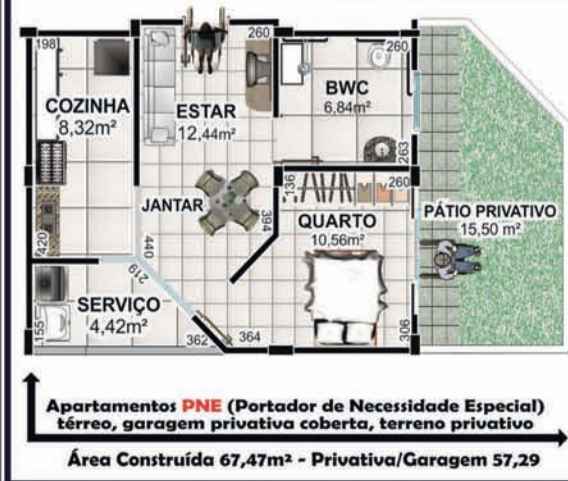 198
260
260
COZINHA
8,32m²
ESTAR
12,44m²
BWC
6,84m²
263
136
260
JANTAR
394
QUARTO
10,56m²
PÁTIO PRIVATIVO
15,50 m²
420
440
219
SERVIÇO
4,42m²
155
362
364
306
Apartamentos PNE (Portador de Necessidade Especial)
térreo, garagem privativa coberta, terreno privativo
Área Construída 67,47m² - Privativa/Garagem 57,29